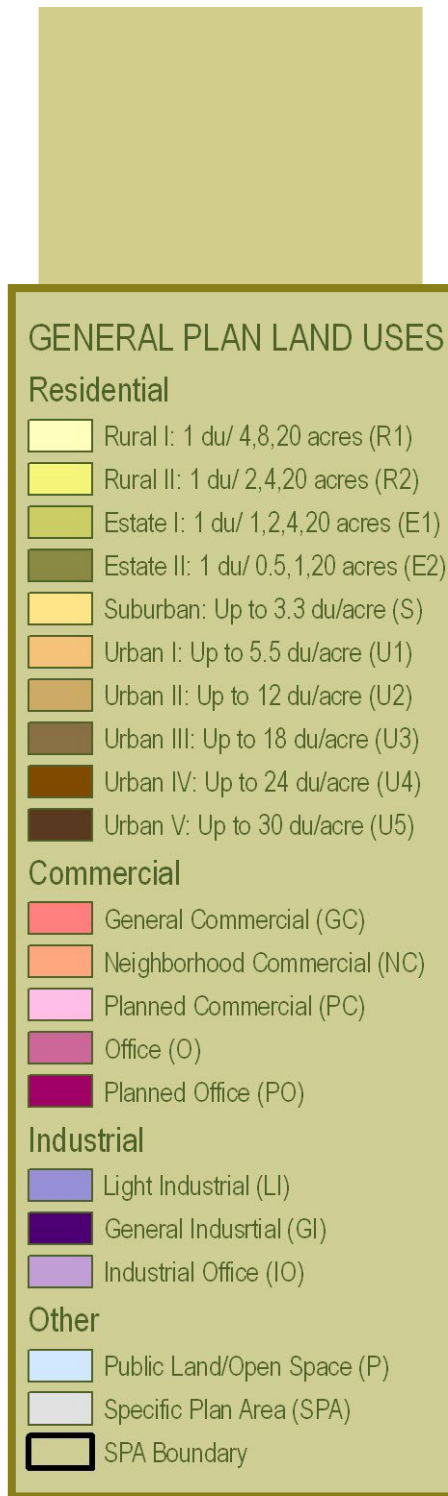 GENERAL PLAN LAND USES
Residential
Rural I: 1 du/ 4,8,20 acres (R1)
Rural II: 1 du/ 2,4,20 acres (R2)
Estate I: 1 du/ 1,2,4,20 acres (E1)
Estate II: 1 du/ 0.5,1,20 acres (E2)
Suburban: Up to 3.3 du/acre (S)
Urban I: Up to 5.5 du/acre (U1)
Urban II: Up to 12 du/acre (U2)
Urban III: Up to 18 du/acre (U3)
Urban IV: Up to 24 du/acre (U4)
Urban V: Up to 30 du/acre (U5)
Commercial
General Commercial (GC)
Neighborhood Commercial (NC)
Planned Commercial (PC)
Office (O)
Planned Office (PO)
Industrial
Light Industrial (LI)
General Indusrtial (GI)
Industrial Office (IO)
Other
Public Land/Open Space (P)
Specific Plan Area (SPA)
SPA Boundary